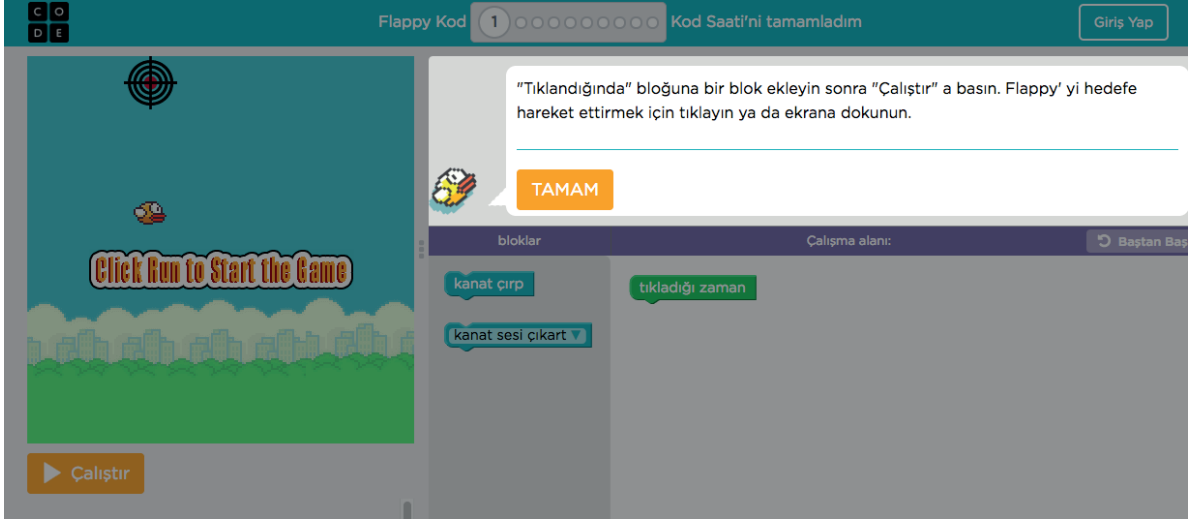 C O
D E
Flappy Kod 1 Kod Saati'ni tamamladım
Giriş Yap
"Tıklandığında" bloğuna bir blok ekleyin sonra "Çalıştır" a basın. Flappy' yi hedefe
hareket ettirmek için tıklayın ya da ekrana dokunun.
TAMAM
Click Run to Start the Game
bloklar
Çalışma alanı:
Baştan Baş
kanat çırp
kanat sesi çıkart
tıkladığı zaman
Çalıştır